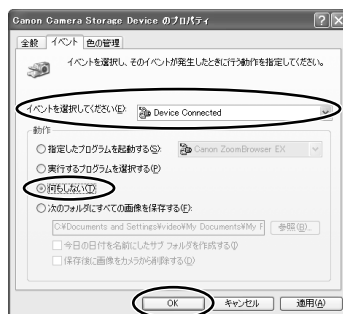 Canon Camera Storage Device のプロパティ
全般 イベント 色の管理
イベントを選択し、そのイベントが発生したときに行う動作を指定してください。
イベントを選択してください(E): Device Connected
動作
指定したプログラムを起動する(S): Canon ZoomBrowser EX
実行するプログラムを選択する(P)
何もしない(T)
次のフォルダにすべての画像を保存する(F):
C:¥Documents and Settings¥video¥My Documents¥My F 参照(B)...
今日の日付を名前にしたサブ フォルダを作成する(I)
保存後に画像をカメラから削除する(D)
OK キャンセル 適用(A)